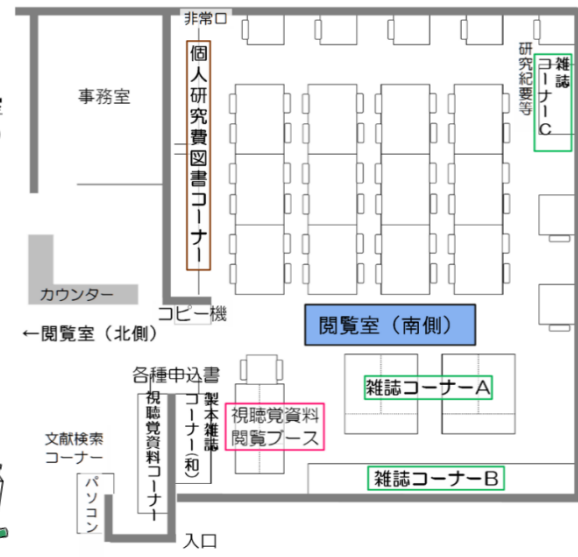 非常口
事務室
個人研究費図書コーナー
研究紀要等
雑誌
コーナーC
カウンター
コピー機
←閲覧室（北側）
閲覧室（南側）
各種申込書
視聴覚資料コーナー
製本雑誌
コーナー(和)
視聴覚資料
閲覧ブース
雑誌コーナーA
雑誌コーナーB
文献検索
コーナー
パソコン
入口